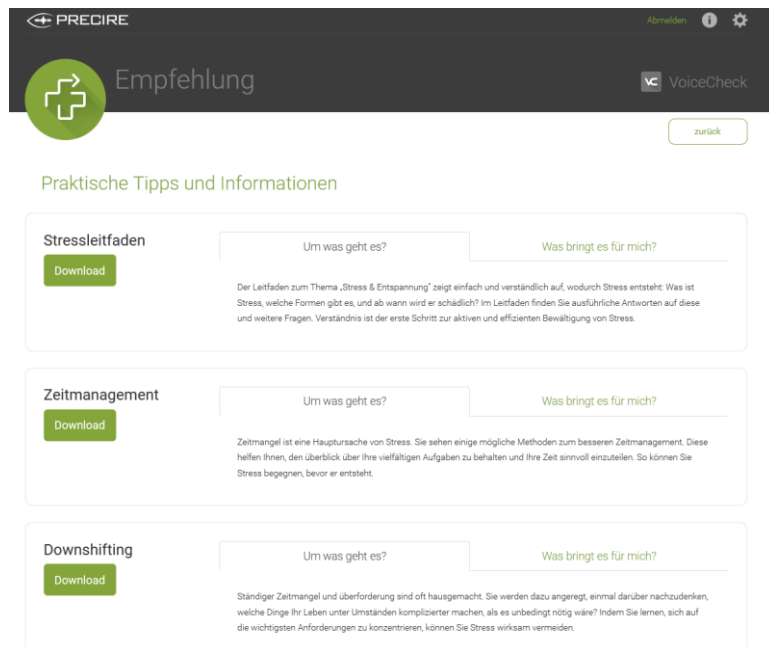 PRECIRE
Abmelden
Empfehlung
VC VoiceCheck
zurück
Praktische Tipps und Informationen
Stressleitfaden
Download
Um was geht es?
Was bringt es für mich?
Der Leitfaden zum Thema „Stress & Entspannung" zeigt einfach und verständlich auf, wodurch Stress entsteht: Was ist
Stress, welche Formen gibt es, und ab wann wird er schädlich? Im Leitfaden finden Sie ausführliche Antworten auf diese
und weitere Fragen. Verständnis ist der erste Schritt zur aktiven und effizienten Bewältigung von Stress.
Zeitmanagement
Download
Um was geht es?
Was bringt es für mich?
Zeitmangel ist eine Hauptursache von Stress. Sie sehen einige mögliche Methoden zum besseren Zeitmanagement. Diese
helfen Ihnen, den überblick über Ihre vielfältigen Aufgaben zu behalten und Ihre Zeit sinnvoll einzuteilen. So können Sie
Stress begegnen, bevor er entsteht.
Downshifting
Download
Um was geht es?
Was bringt es für mich?
Ständiger Zeitmangel und überforderung sind oft hausgemacht. Sie werden dazu angeregt, einmal darüber nachzudenken,
welche Dinge Ihr Leben unter Umständen komplizierter machen, als es unbedingt nötig wäre? Indem Sie lernen, sich auf
die wichtigsten Anforderungen zu konzentrieren, können Sie Stress wirksam vermeiden.